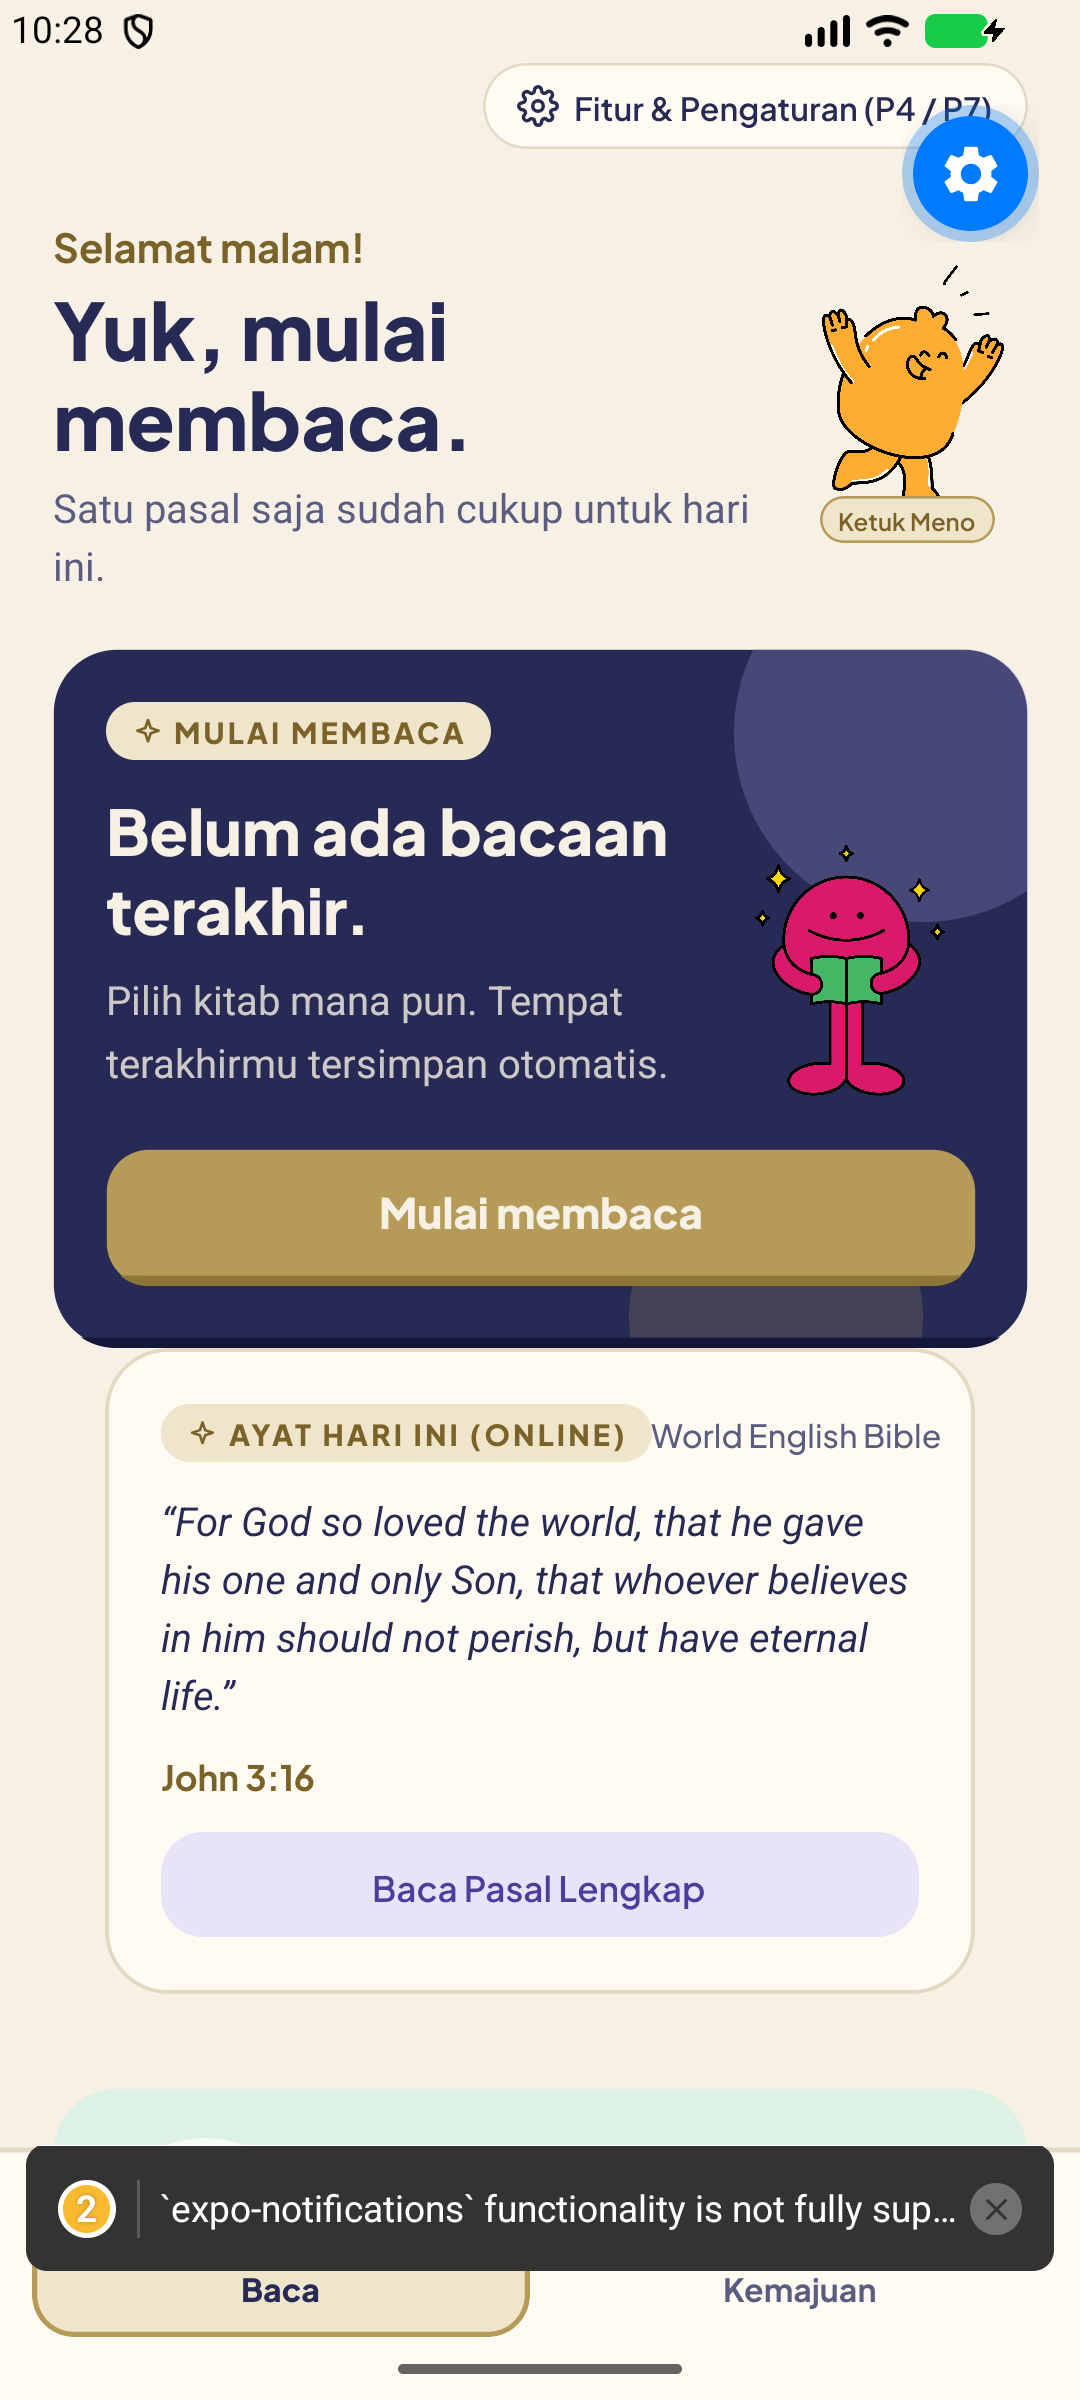 10:28
Fitur & Pengaturan (P4 / P7)
Selamat malam!
Yuk, mulai
membaca.
Satu pasal saja sudah cukup untuk hari
ini.
Ketuk Meno
MULAI MEMBACA
Belum ada bacaan
terakhir.
Pilih kitab mana pun. Tempat
terakhirmu tersimpan otomatis.
Mulai membaca
AYAT HARI INI (ONLINE)
World English Bible
“For God so loved the world, that he gave
his one and only Son, that whoever believes
in him should not perish, but have eternal
life.”
John 3:16
Baca Pasal Lengkap
2
`expo-notifications` functionality is not fully sup...
Baca
Kemajuan